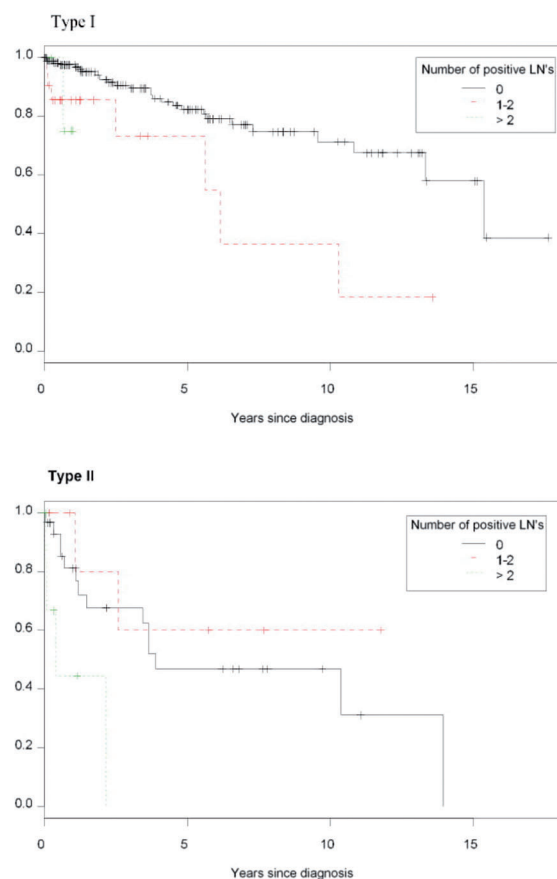 Type I
1.0
0.8
0.6
0.4
0.2
0.0
Number of positive LN's
0
1-2
> 2
0 5 10 15
Years since diagnosis
Type II
1.0
0.8
0.6
0.4
0.2
0.0
Number of positive LN's
0
1-2
> 2
0 5 10 15
Years since diagnosis